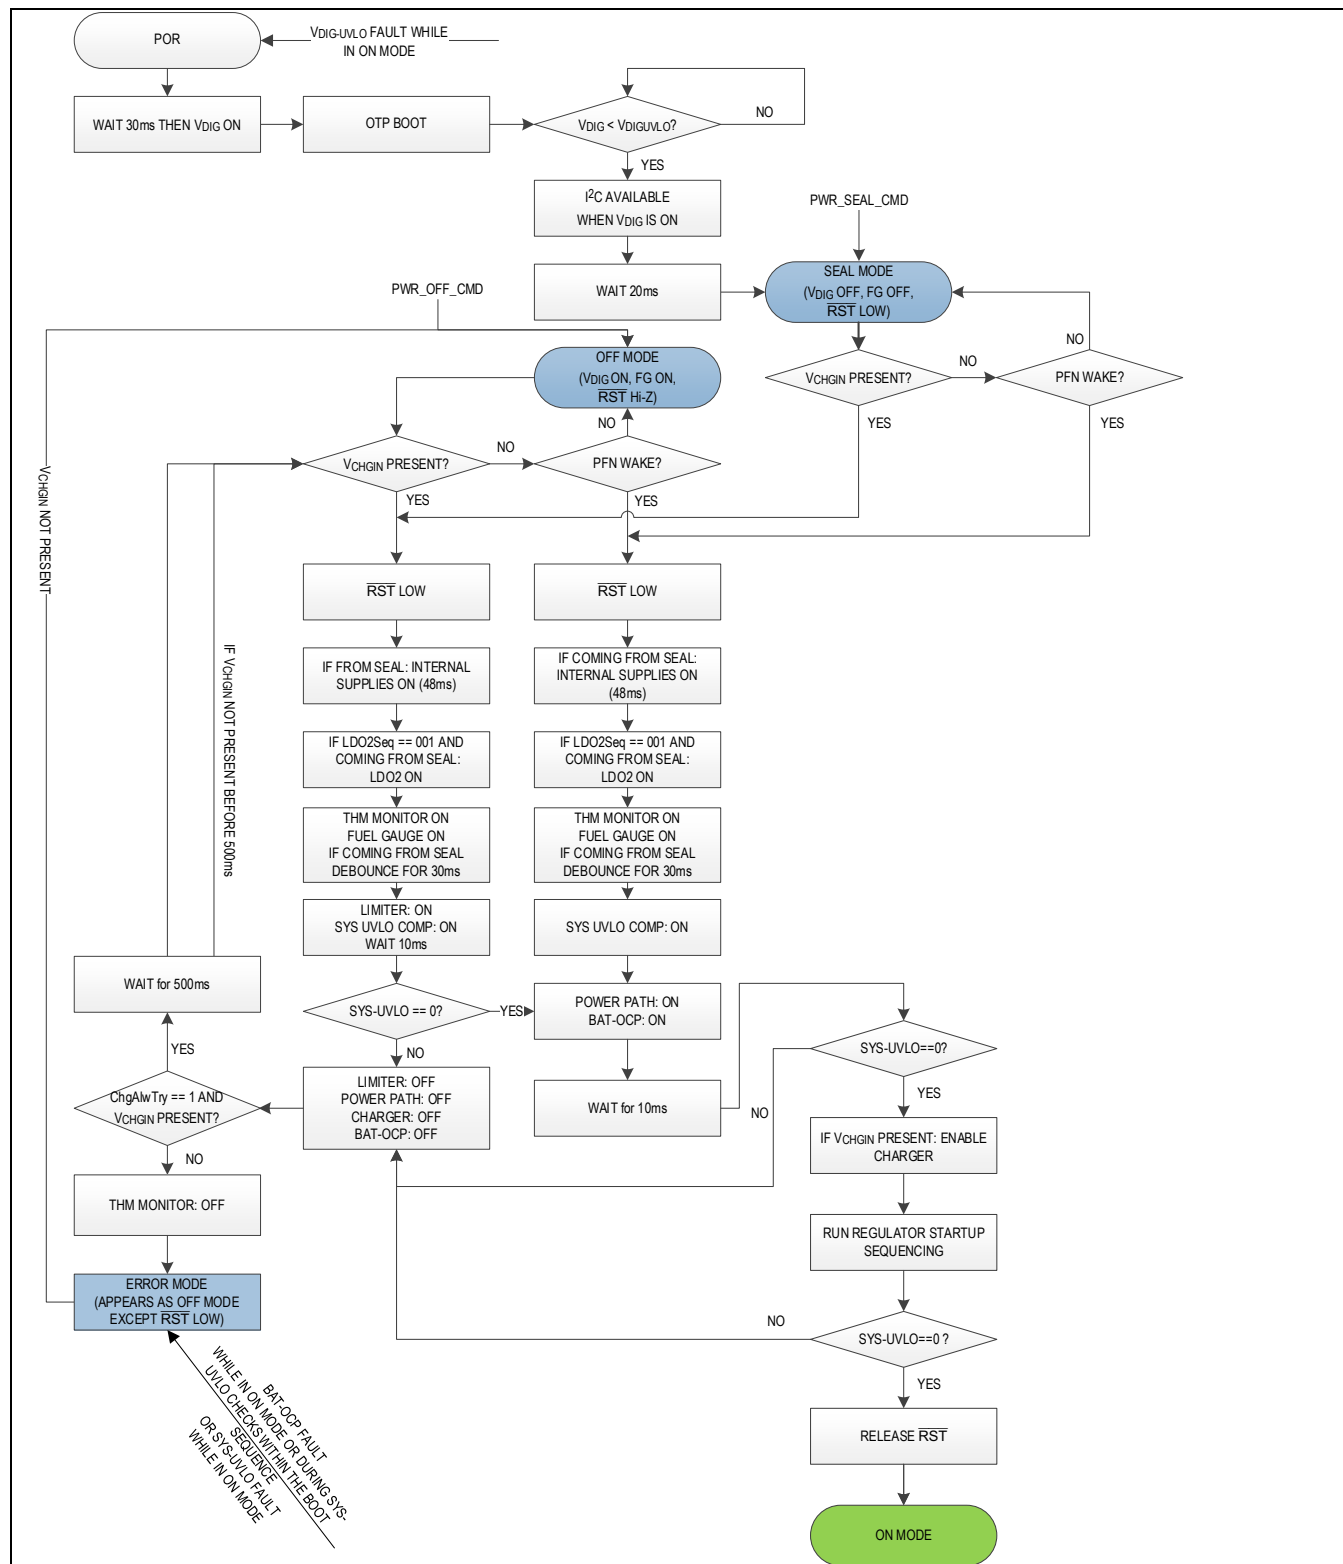 POR
VDIG-UVLO FAULT WHILE
IN ON MODE
WAIT 30ms THEN VDIG ON
OTP BOOT
VDIG < VDIGUVLO?
NO
YES
I2C AVAILABLE
WHEN VDIG IS ON
PWR_SEAL_CMD
WAIT 20ms
SEAL MODE
(VDIG OFF, FG OFF,
RST LOW)
PWR_OFF_CMD
OFF MODE
(VDIG ON, FG ON,
RST Hi-Z)
VCHGIN PRESENT?
NO
PFN WAKE?
NO
YES
YES
VCHGIN PRESENT?
NO
PFN WAKE?
NO
YES
YES
VCHGIN NOT PRESENT
IF VCHGIN NOT PRESENT BEFORE 500ms
RST LOW
RST LOW
IF FROM SEAL: INTERNAL
SUPPLIES ON (48ms)
IF COMING FROM SEAL:
INTERNAL SUPPLIES ON
(48ms)
IF LDO2Seq == 001 AND
COMING FROM SEAL:
LDO2 ON
IF LDO2Seq == 001 AND
COMING FROM SEAL:
LDO2 ON
THM MONITOR ON
FUEL GAUGE ON
IF COMING FROM SEAL
DEBOUNCE FOR 30ms
THM MONITOR ON
FUEL GAUGE ON
IF COMING FROM SEAL
DEBOUNCE FOR 30ms
LIMITER: ON
SYS UVLO COMP: ON
WAIT 10ms
SYS UVLO COMP: ON
WAIT for 500ms
SYS-UVLO == 0?
YES
NO
POWER PATH: ON
BAT-OCP: ON
SYS-UVLO==0?
YES
NO
YES
ChgAlwTry == 1 AND
VCHGIN PRESENT?
NO
LIMITER: OFF
POWER PATH: OFF
CHARGER: OFF
BAT-OCP: OFF
WAIT for 10ms
IF VCHGIN PRESENT: ENABLE
CHARGER
THM MONITOR: OFF
RUN REGULATOR STARTUP
SEQUENCING
ERROR MODE
(APPEARS AS OFF MODE
EXCEPT RST LOW)
NO
SYS-UVLO==0 ?
YES
BAT-OCP FAULT
WHILE IN ON MODE OR DURING SYS-
UVLO CHECKS WITHIN THE BOOT
SEQUENCE
OR SYS-UVLO FAULT
WHILE IN ON MODE
RELEASE RST
ON MODE